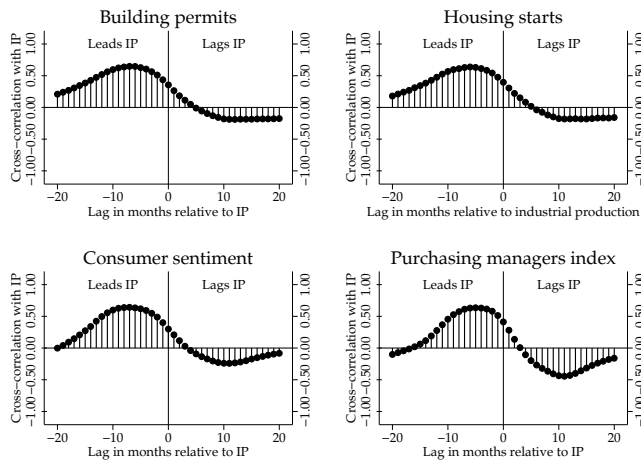 Building permits
Leads IP Lags IP
Cross−correlation with IP
1.00
0.50
0.00
−0.50
−1.00
1.00
0.50
0.00
−0.50
−1.00
−20 −10 0 10 20
Lag in months relative to IP
Housing starts
Leads IP Lags IP
Cross−correlation with IP
1.00
0.50
0.00
−0.50
−1.00
1.00
0.50
0.00
−0.50
−1.00
−20 −10 0 10 20
Lag in months relative to industrial production
Consumer sentiment
Leads IP Lags IP
Cross−correlation with IP
1.00
0.50
0.00
−0.50
−1.00
1.00
0.50
0.00
−0.50
−1.00
−20 −10 0 10 20
Lag in months relative to IP
Purchasing managers index
Leads IP Lags IP
Cross−correlation with IP
1.00
0.50
0.00
−0.50
−1.00
1.00
0.50
0.00
−0.50
−1.00
−20 −10 0 10 20
Lag in months relative to IP